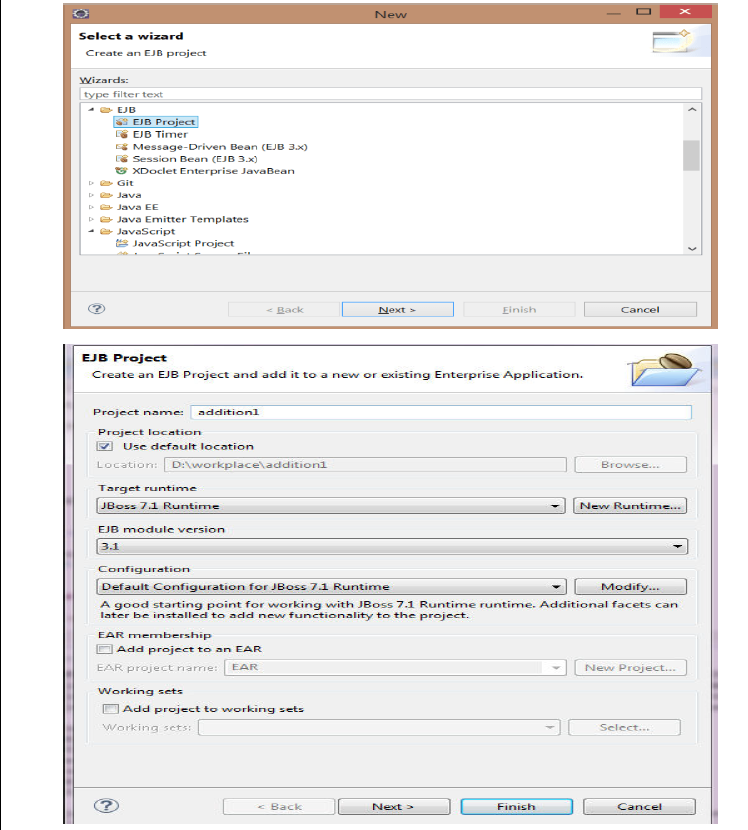 New
Select a wizard
Create an EJB project
Wizards:
type filter text
EJB
EJB Project
EJB Timer
Message-Driven Bean (EJB 3.x)
Session Bean (EJB 3.x)
XDoclet Enterprise JavaBean
Git
Java
Java EE
Java Emitter Templates
JavaScript
JavaScript Project
< Back Next > Finish Cancel
EJB Project
Create an EJB Project and add it to a new or existing Enterprise Application.
Project name: addition1
Project location
Use default location
Location: D:\workplace\addition1 Browse...
Target runtime
JBoss 7.1 Runtime New Runtime...
EJB module version
3.1
Configuration
Default Configuration for JBoss 7.1 Runtime Modify...
A good starting point for working with JBoss 7.1 Runtime runtime. Additional facets can
later be installed to add new functionality to the project.
EAR membership
Add project to an EAR
EAR project name: EAR New Project...
Working sets
Add project to working sets
Working sets: Select...
< Back Next > Finish Cancel